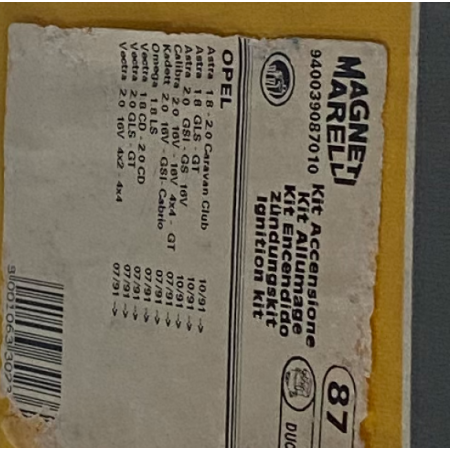 MAGNETI
MARELLI
940039087010
Kit Accensione
Kit Allumage
Zündungskit
Kit Encendido
Ignition kit
87
DUC
OPEL
Astra 1.8 - 2.0 Caravan Club 10/91 ->
Astra 1.8 GLS - GT 10/91 ->
Astra 2.0 GSI - GS 16V 10/91 ->
Calibra 2.0 16V - 16V 4x4 - GT 07/91 ->
Kadett 2.0 16V - GSI - Cabrio 07/91 ->
Omega 1.8 LS 07/91 ->
Vectra 1.8 CD - 2.0 CD 07/91 ->
Vectra 2.0 GLS - GT 07/91 ->
Vectra 2.0 16V 4x2 - 4x4 07/91 ->